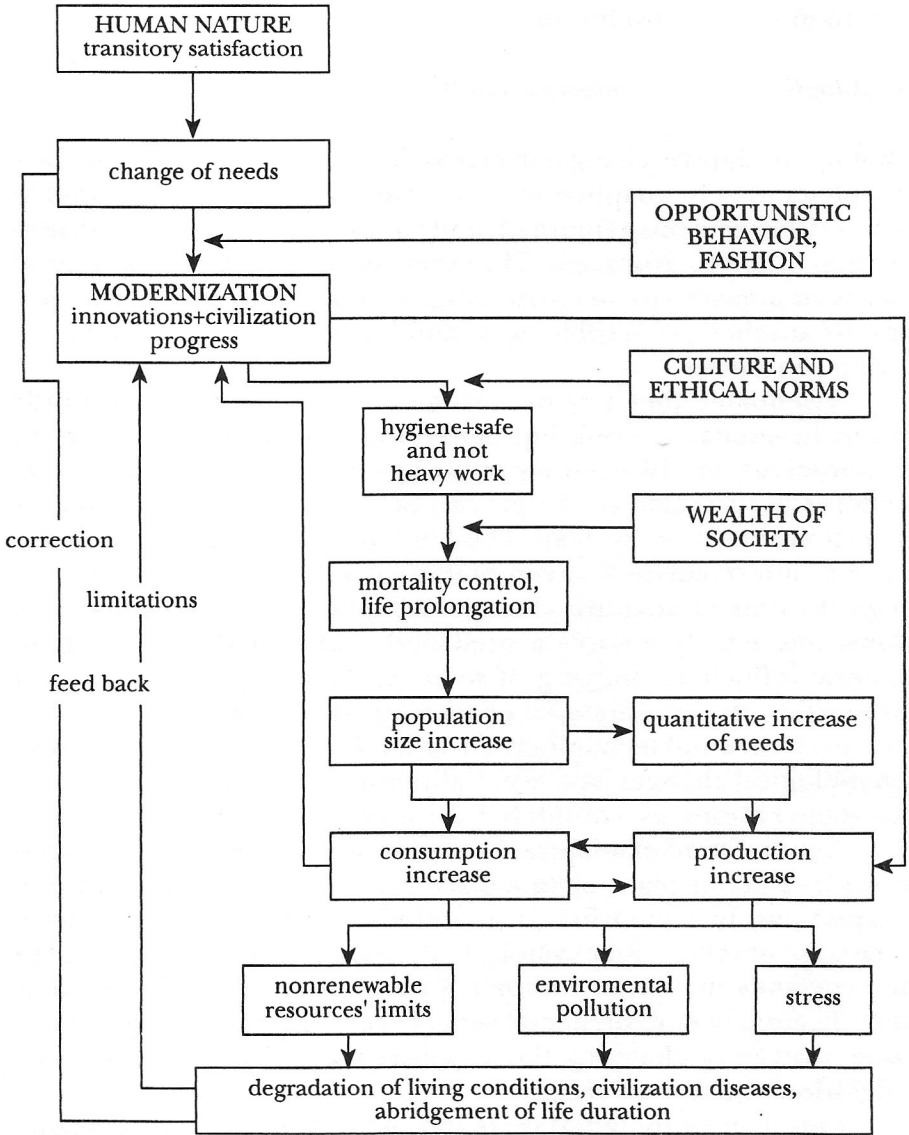 HUMAN NATURE
transitory satisfaction
change of needs
OPPORTUNISTIC
BEHAVIOR,
FASHION
MODERNIZATION
innovations+civilization
progress
CULTURE AND
ETHICAL NORMS
hygiene+safe
and not
heavy work
WEALTH OF
SOCIETY
correction
mortality control,
life prolongation
limitations
feed back
population
size increase
quantitative increase
of needs
consumption
increase
production
increase
nonrenewable
resources' limits
enviromental
pollution
stress
degradation of living conditions, civilization diseases,
abridgement of life duration